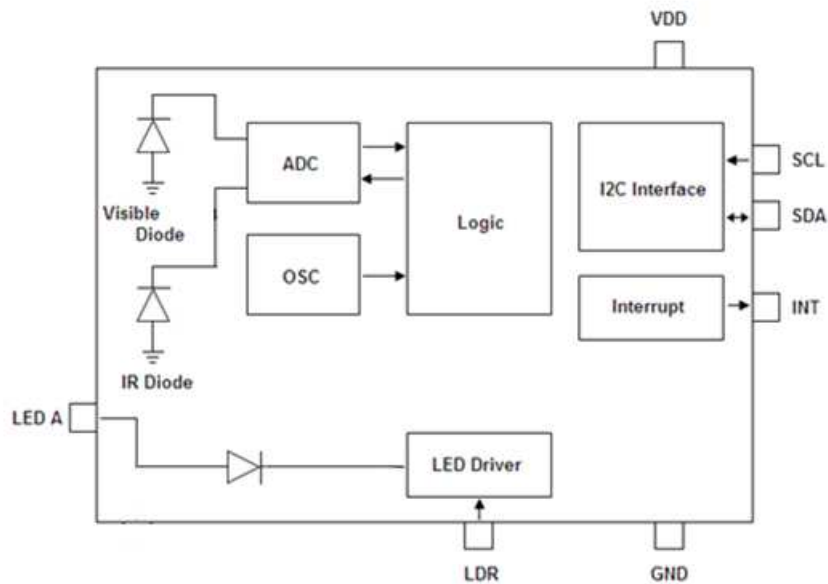 VDD
ADC
SCL
I2C Interface
Visible
Diode
Logic
SDA
OSC
Interrupt
INT
IR Diode
LED A
LED Driver
LDR
GND